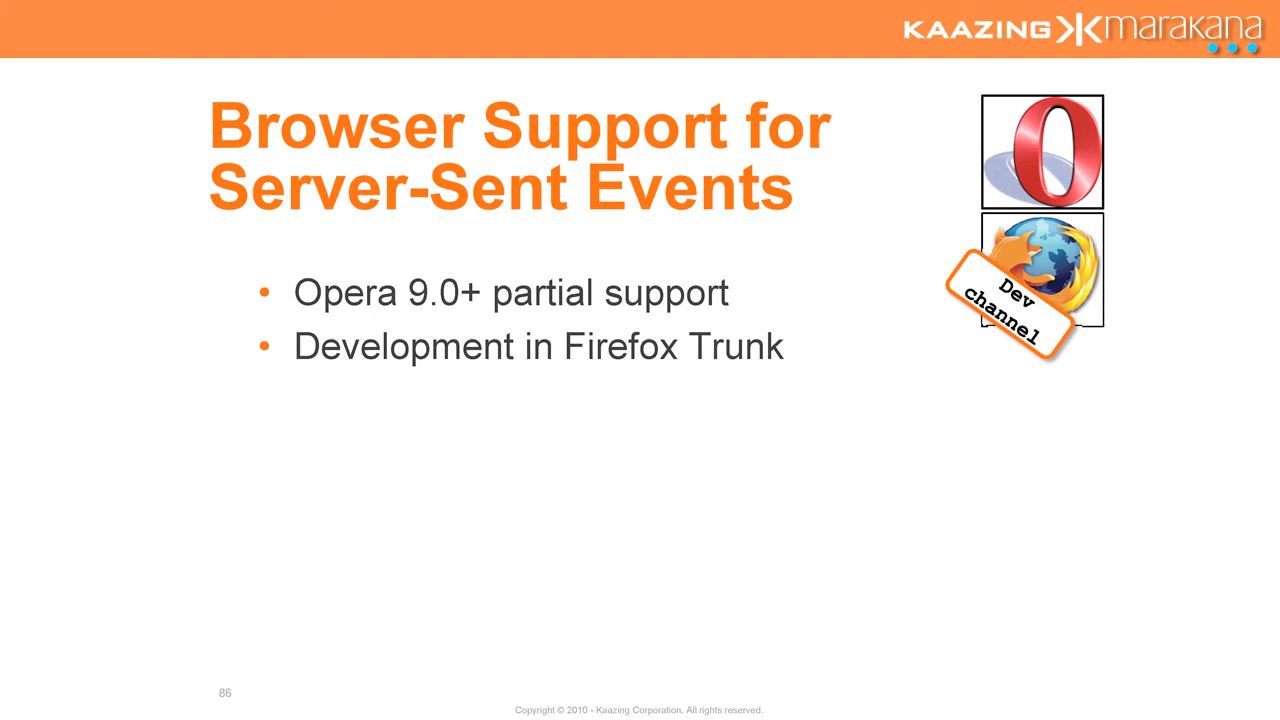 KAAZING marakana
Browser Support for
Server-Sent Events
• Opera 9.0+ partial support
• Development in Firefox Trunk
Dev
channel
86
Copyright © 2010 - Kaazing Corporation. All rights reserved.